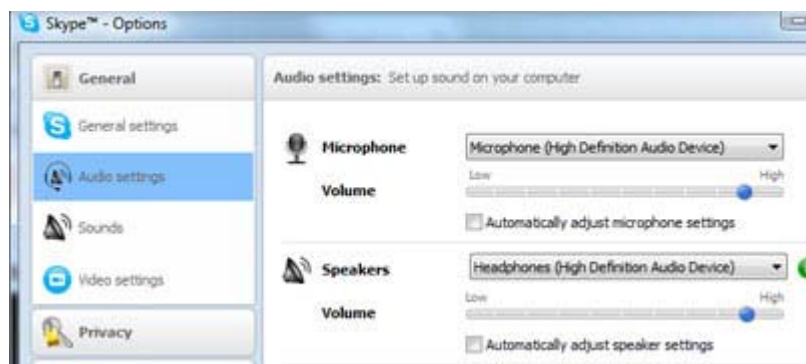 Skype™ - Options
General
General settings
Audio settings
Sounds
Video settings
Privacy
Audio settings: Set up sound on your computer
Microphone
Microphone (High Definition Audio Device)
Volume
Low High
Automatically adjust microphone settings
Speakers
Headphones (High Definition Audio Device)
Volume
Low High
Automatically adjust speaker settings